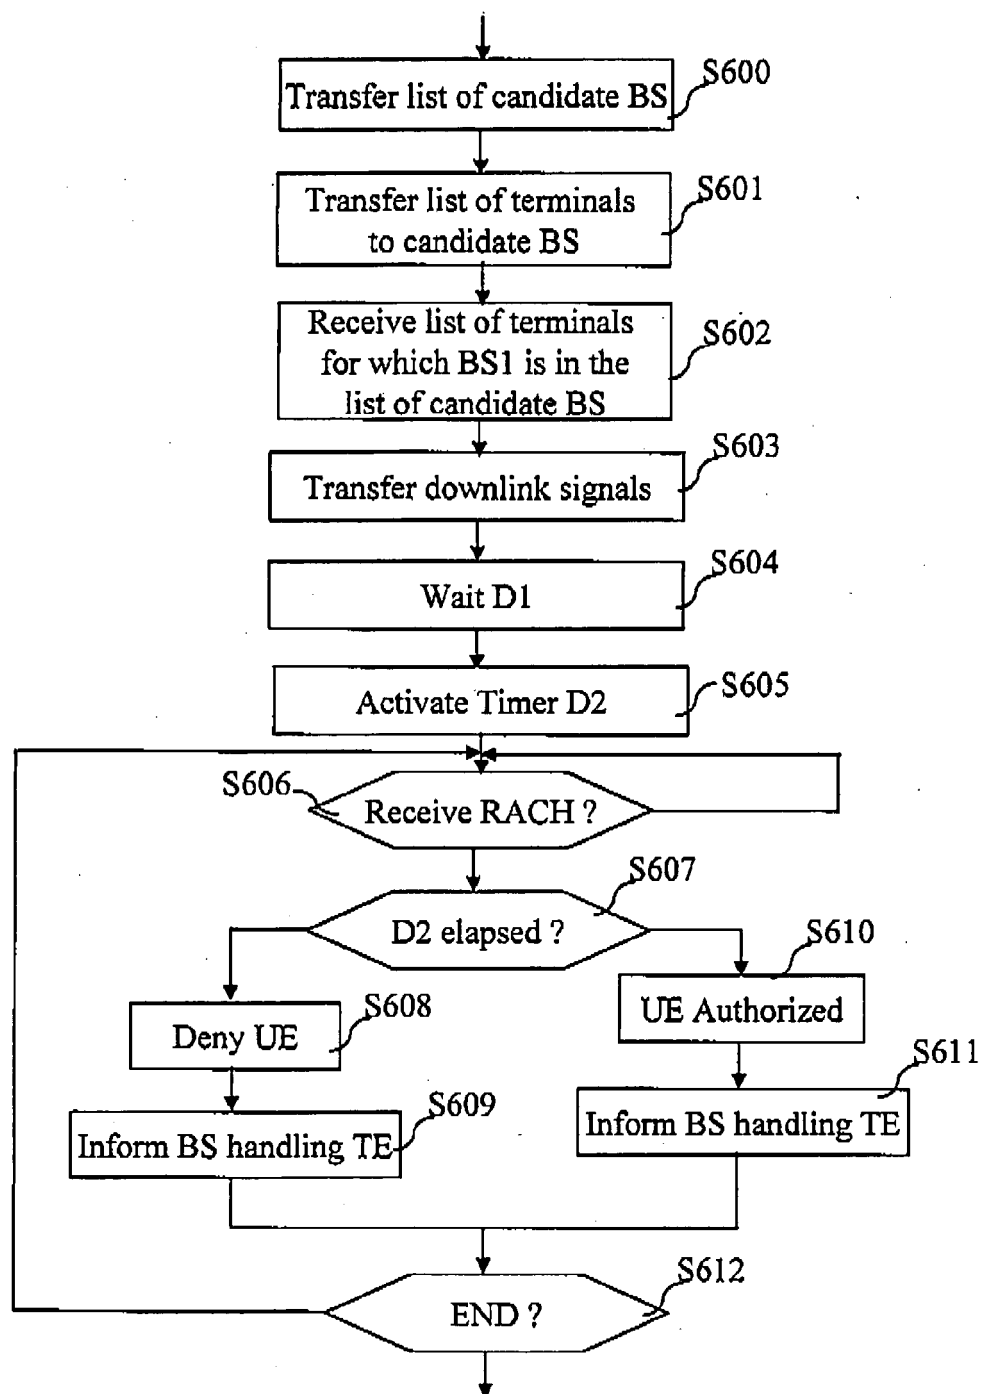 S600
Transfer list of candidate BS
S601
Transfer list of terminals
to candidate BS
S602
Receive list of terminals
for which BS1 is in the
list of candidate BS
S603
Transfer downlink signals
S604
Wait D1
S605
Activate Timer D2
S606
Receive RACH ?
S607
D2 elapsed ?
S608
Deny UE
S610
UE Authorized
S609
Inform BS handling TE
S611
Inform BS handling TE
S612
END ?